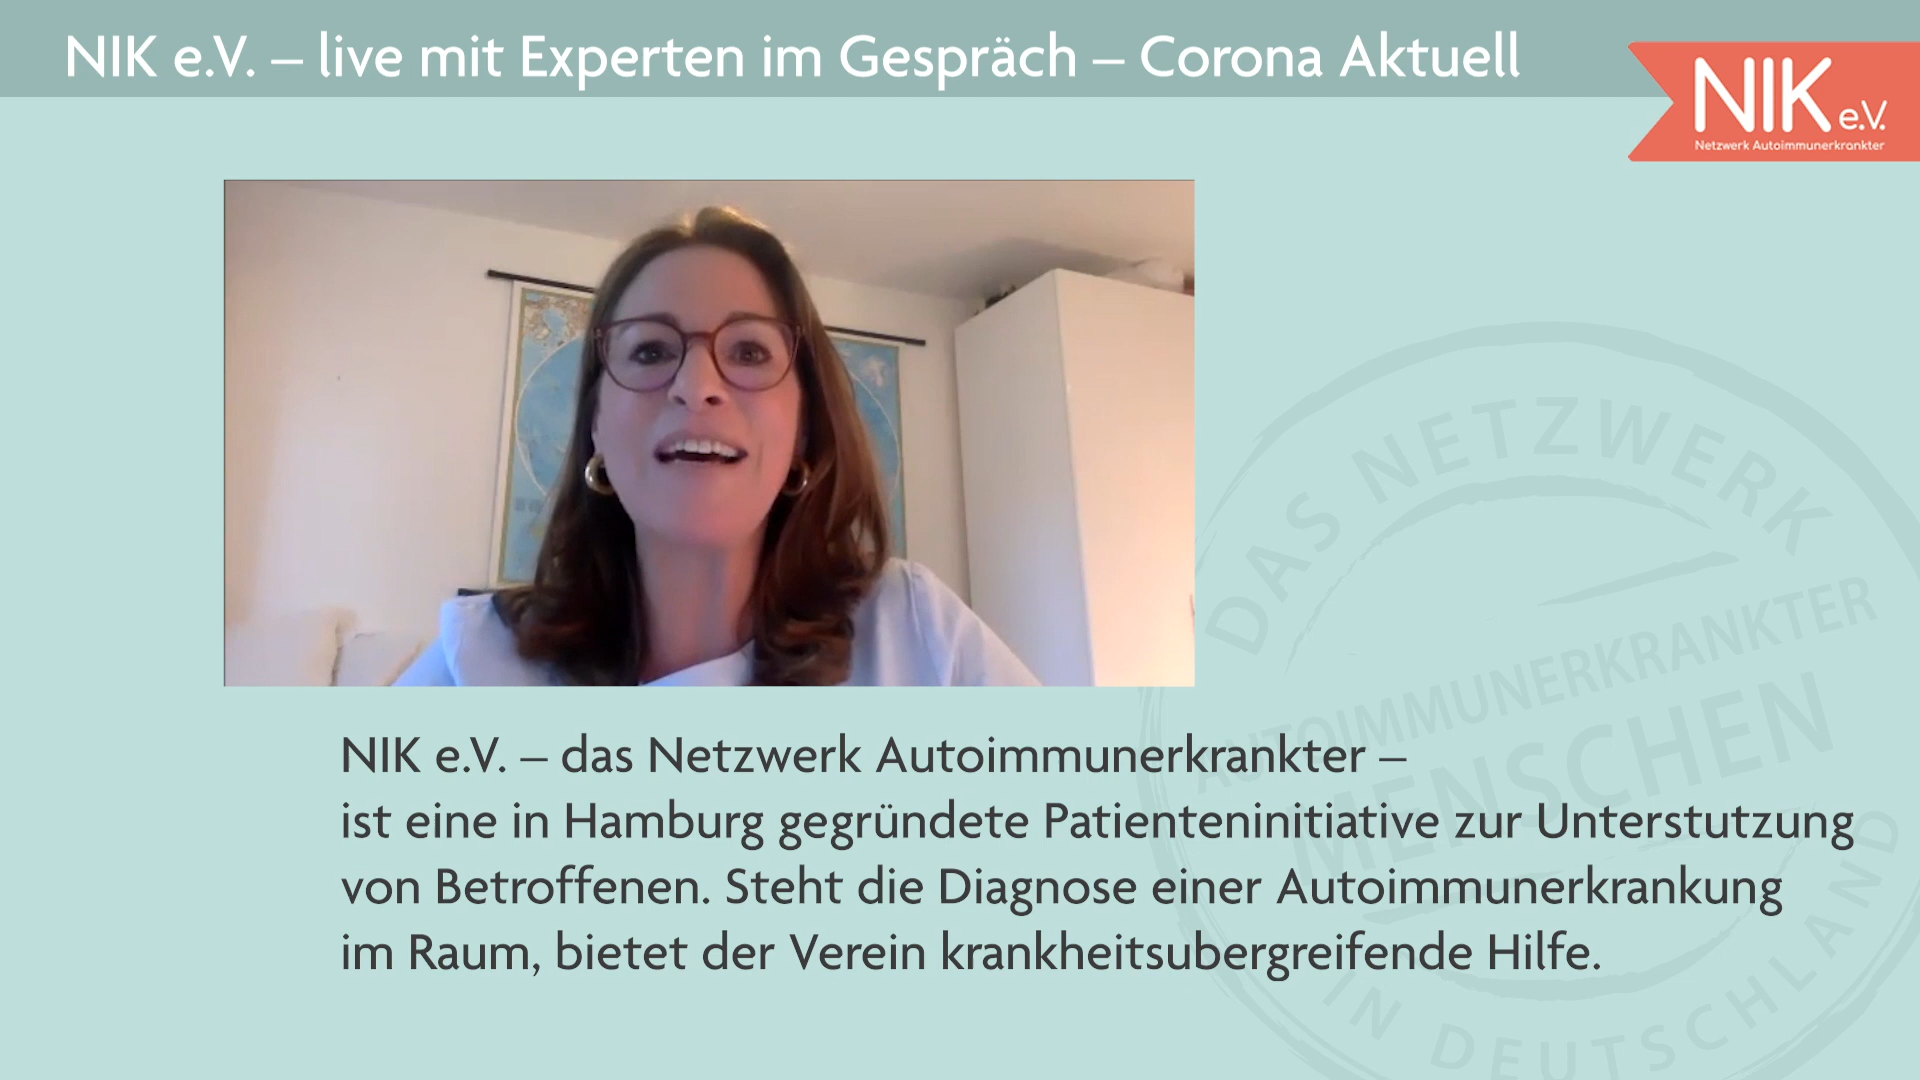 NIK e.V. – live mit Experten im Gespräch – Corona Aktuell
NIK e.V.
Netzwerk Autoimmunerkrankter
DAS NETZWERK
AUTOIMMUNERKRANKTER
MENSCHEN
IN DEUTSCHLAND
NIK e.V. – das Netzwerk Autoimmunerkrankter –
ist eine in Hamburg gegründete Patienteninitiative zur Unterstutzung
von Betroffenen. Steht die Diagnose einer Autoimmunerkrankung
im Raum, bietet der Verein krankheitsubergreifende Hilfe.